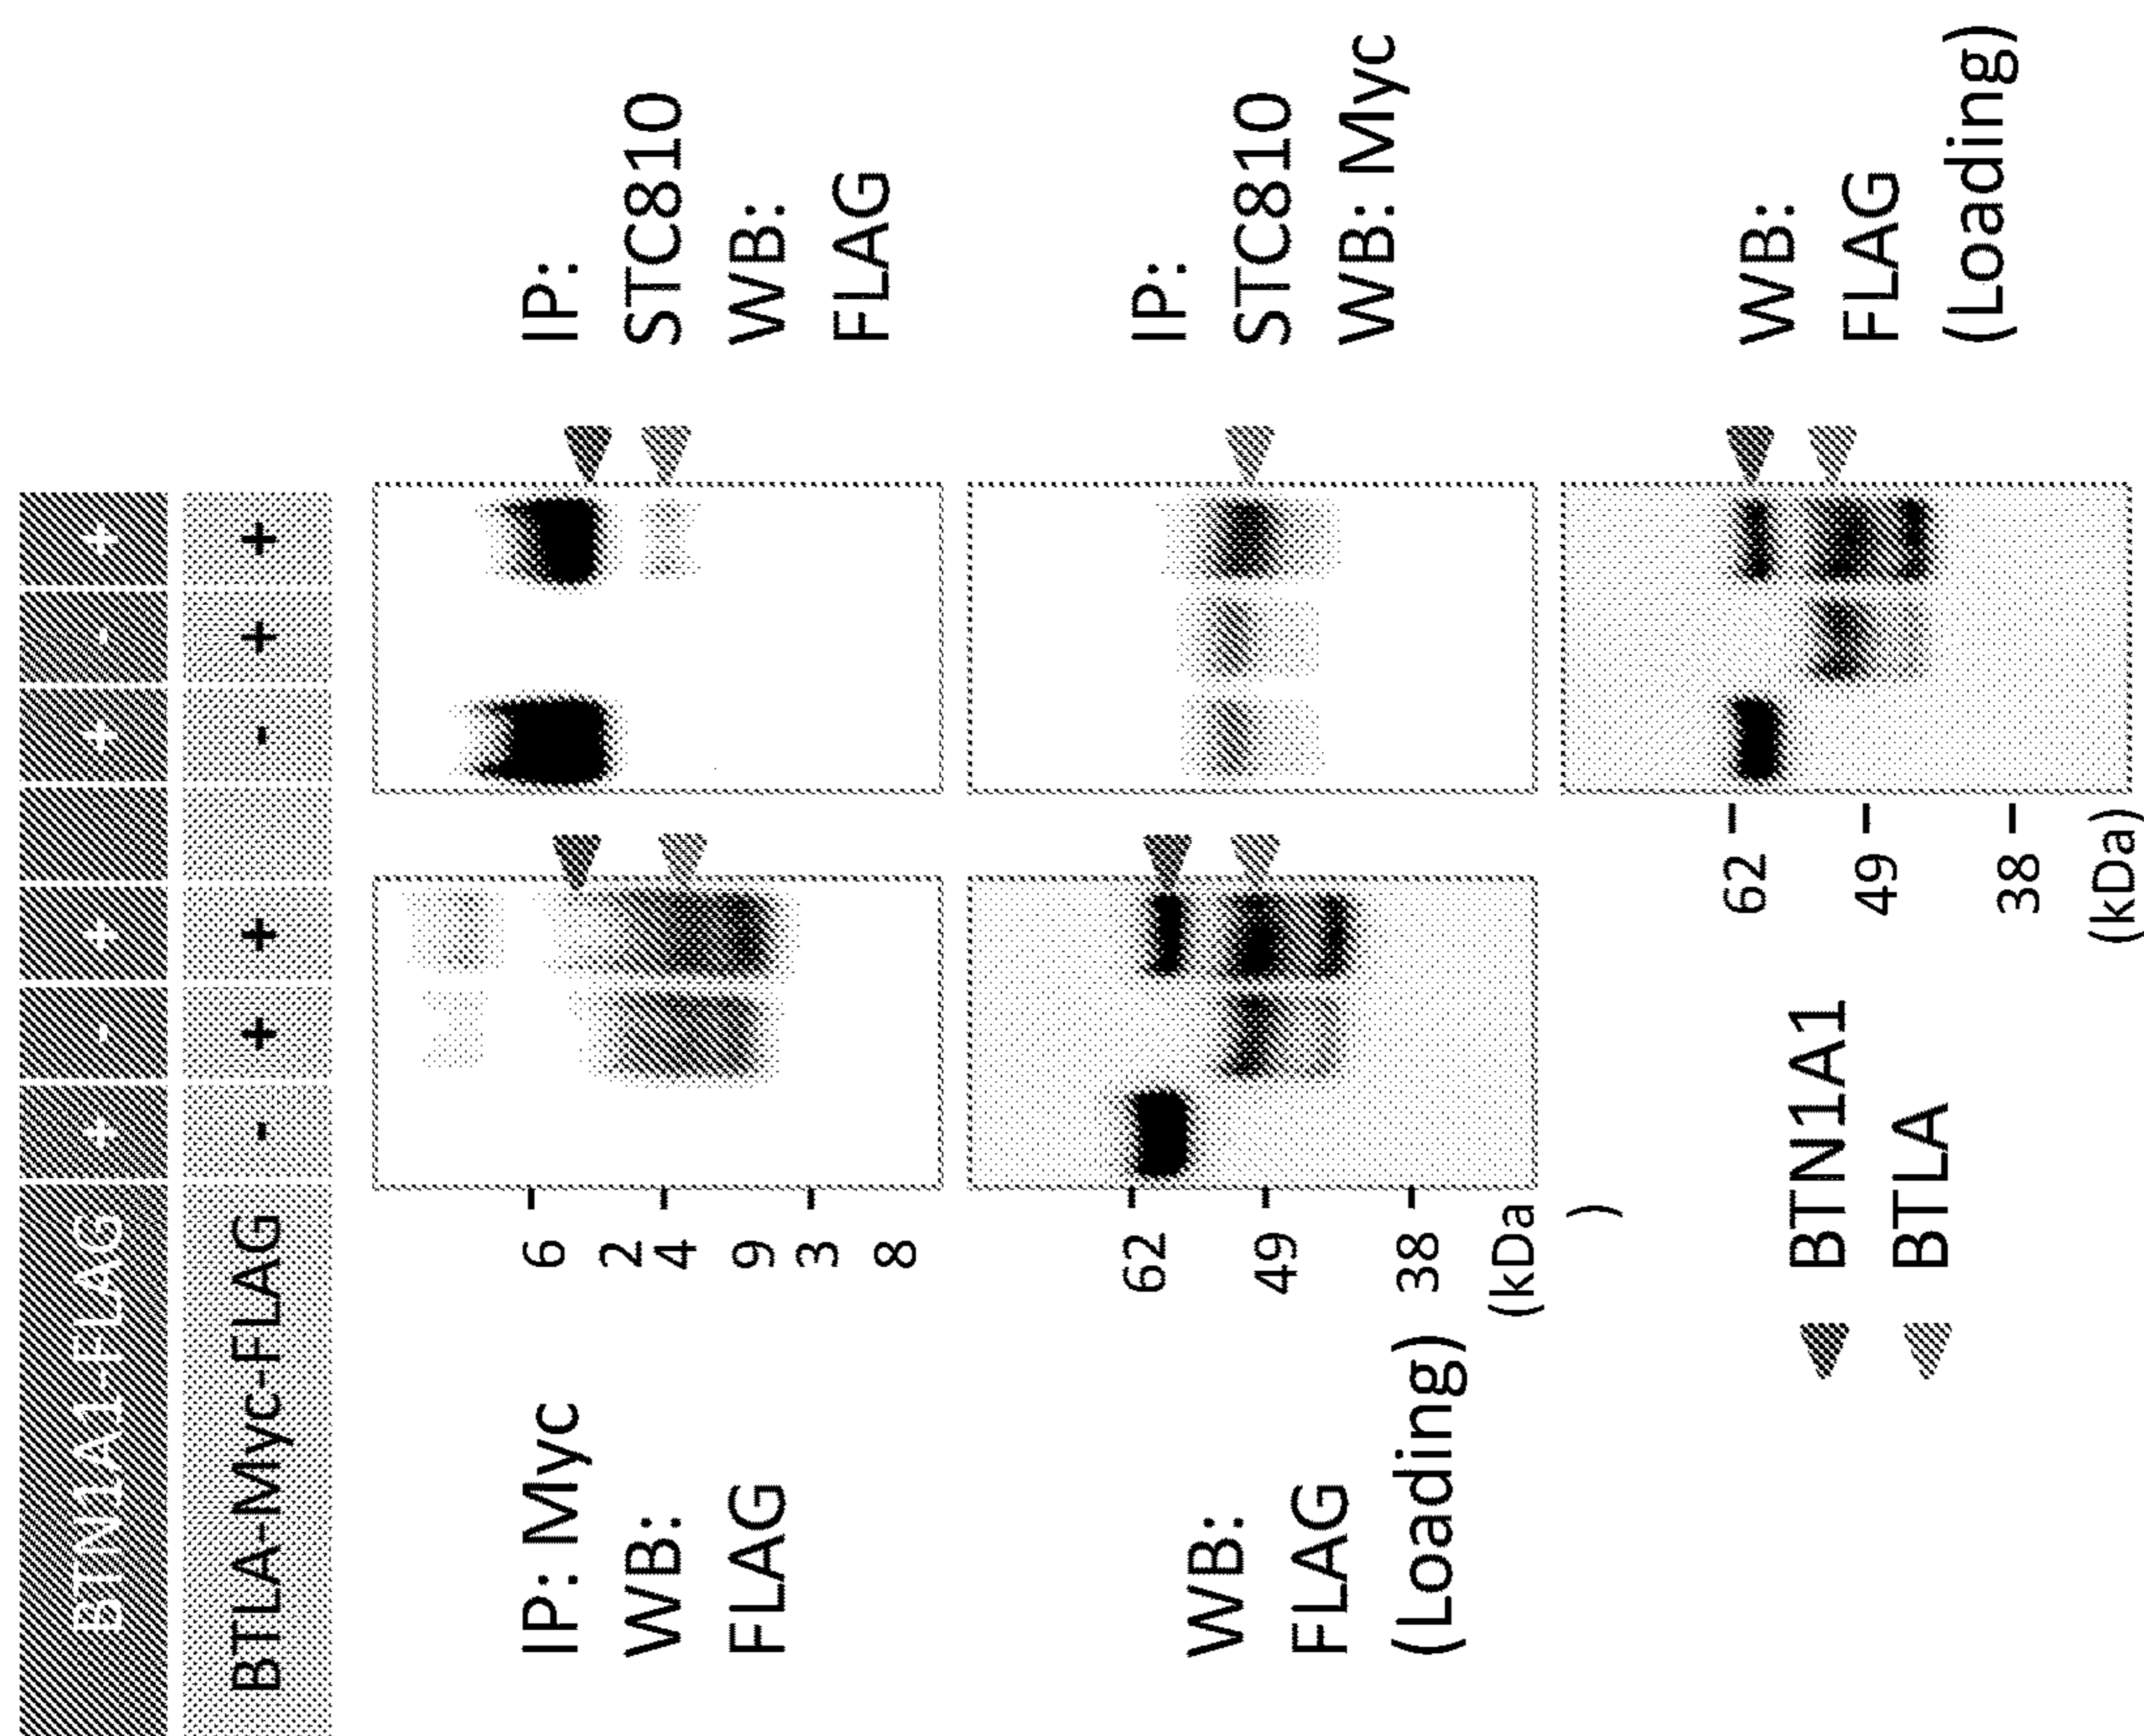 BTN1A1-FLAG + - + + - +
BTLA-Myc-FLAG - + + - + +
IP: Myc
WB:
FLAG
6
2
4
9
3
8
IP:
STC810
WB:
FLAG
WB:
FLAG
(Loading)
62
49
38
(kDa
)
IP:
STC810
WB: Myc
62
49
38
(kDa)
WB:
FLAG
(Loading)
BTN1A1
BTLA